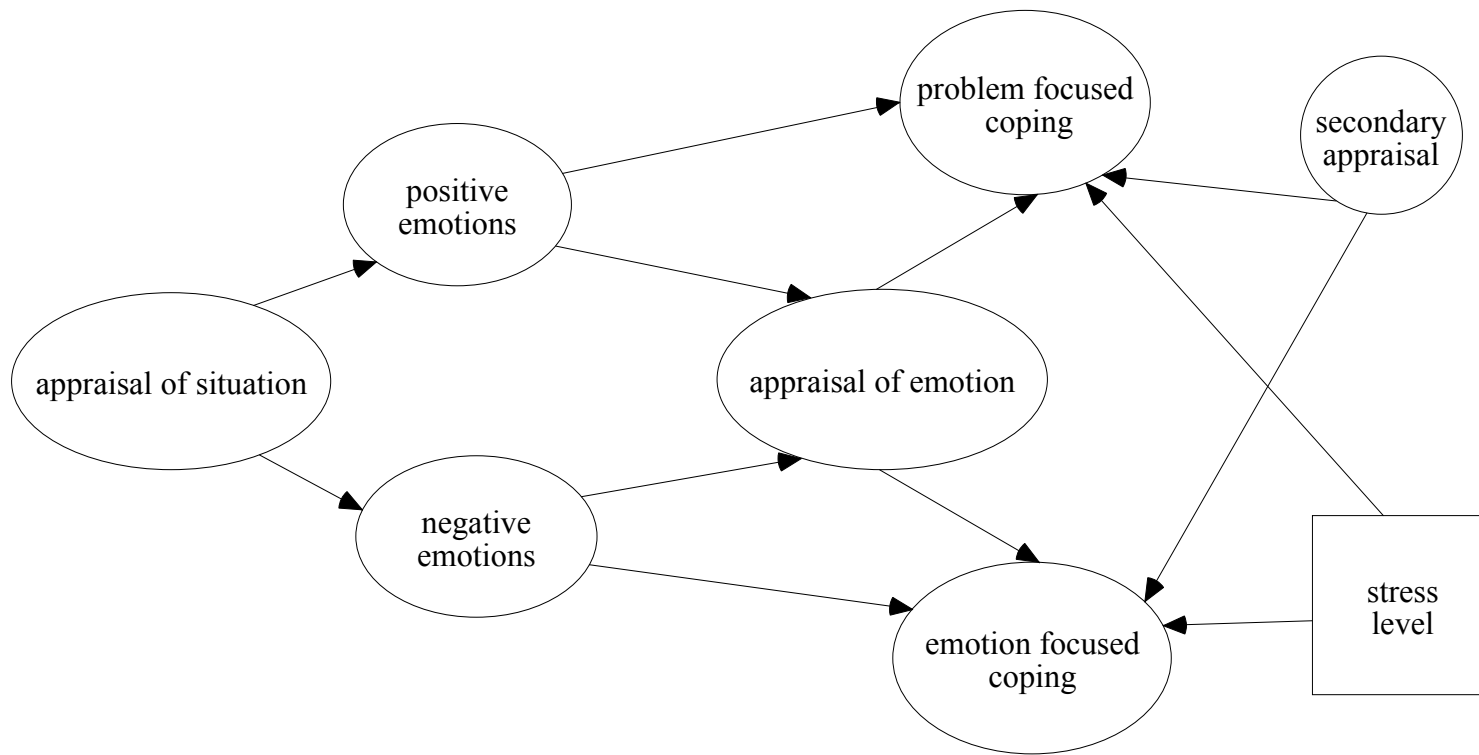 problem focused
coping
secondary
appraisal
positive
emotions
appraisal of situation
appraisal of emotion
negative
emotions
stress
level
emotion focused
coping